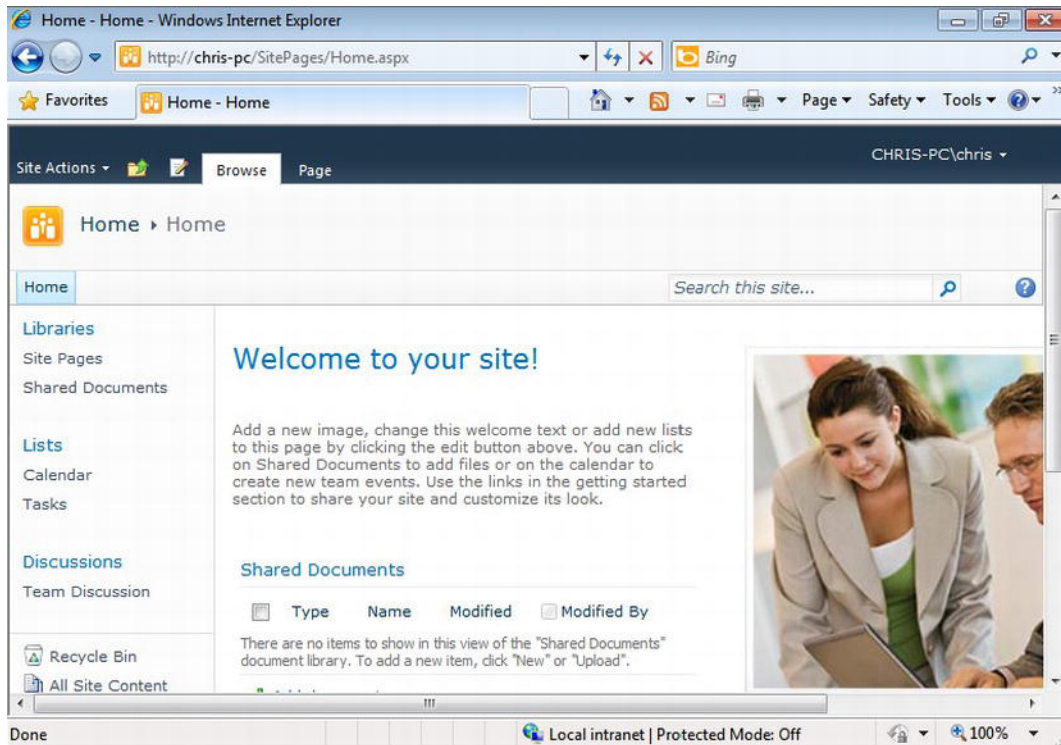 Home - Home - Windows Internet Explorer
http://chris-pc/SitePages/Home.aspx
Bing
Favorites
Home - Home
Page
Safety
Tools
Site Actions
Browse
Page
CHRIS-PC\chris
Home ▸ Home
Home
Search this site...
Libraries
Site Pages
Shared Documents
Lists
Calendar
Tasks
Discussions
Team Discussion
Recycle Bin
All Site Content
Welcome to your site!
Add a new image, change this welcome text or add new lists
to this page by clicking the edit button above. You can click
on Shared Documents to add files or on the calendar to
create new team events. Use the links in the getting started
section to share your site and customize its look.
Shared Documents
Type Name Modified Modified By
There are no items to show in this view of the "Shared Documents"
document library. To add a new item, click "New" or "Upload".
Done
Local intranet | Protected Mode: Off
100%